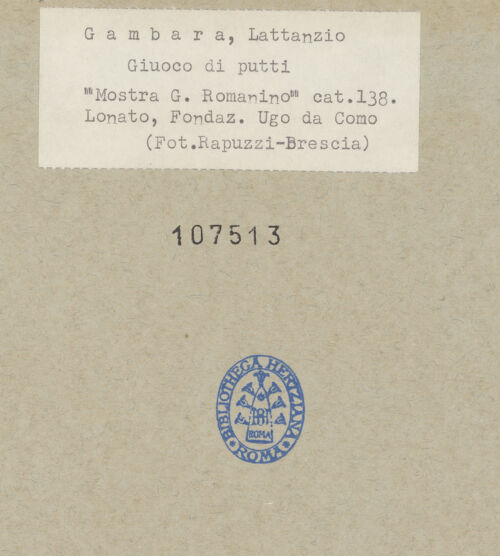 G a m b a r a, Lattanzio
Giuoco di putti
"Mostra G. Romanino" cat.138.
Lonato, Fondaz. Ugo da Como
(Fot.Rapuzzi-Brescia)
107513
BIBLIOTHECA HERTZIANA
ROMA
ROMA